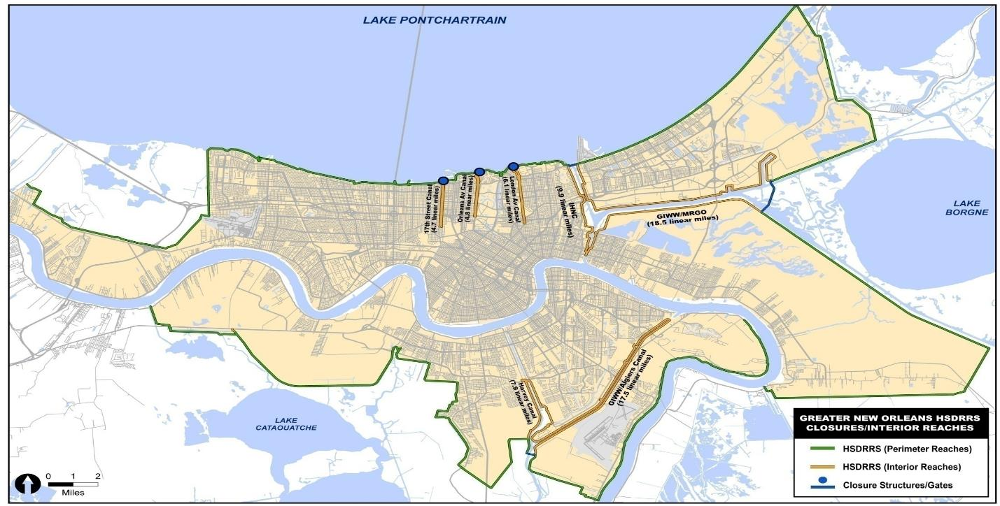 LAKE PONTCHARTRAIN
17th Street Canal
(4.7 linear miles)
Orleans Av Canal
(4.8 linear miles)
London Av Canal
(6.1 linear miles)
IHNC
(9.9 linear miles)
GIWW/MRGO
(18.5 linear miles)
LAKE
BORGNE
Harvey Canal
(7.9 linear miles)
GIWW/Algiers Canal
(17.5 linear miles)
LAKE
CATAOUATCHE
0 1 2
Miles
GREATER NEW ORLEANS HSDRRS
CLOSURES/INTERIOR REACHES
HSDRRS (Perimeter Reaches)
HSDRRS (Interior Reaches)
Closure Structures/Gates